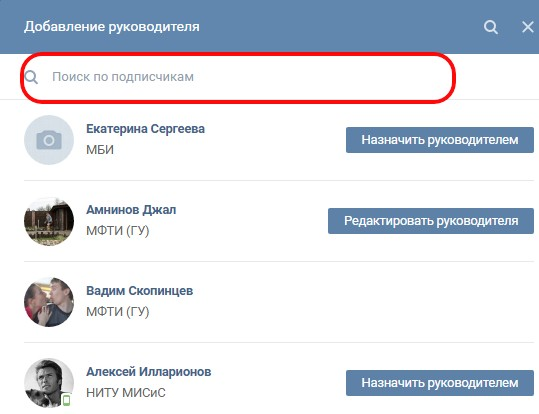 Добавление руководителя
Поиск по подписчикам
Екатерина Сергеева
МБИ
Назначить руководителем
Амнинов Джал
МФТИ (ГУ)
Редактировать руководителя
Вадим Скопинцев
МФТИ (ГУ)
Алексей Илларионов
НИТУ МИСиС
Назначить руководителем